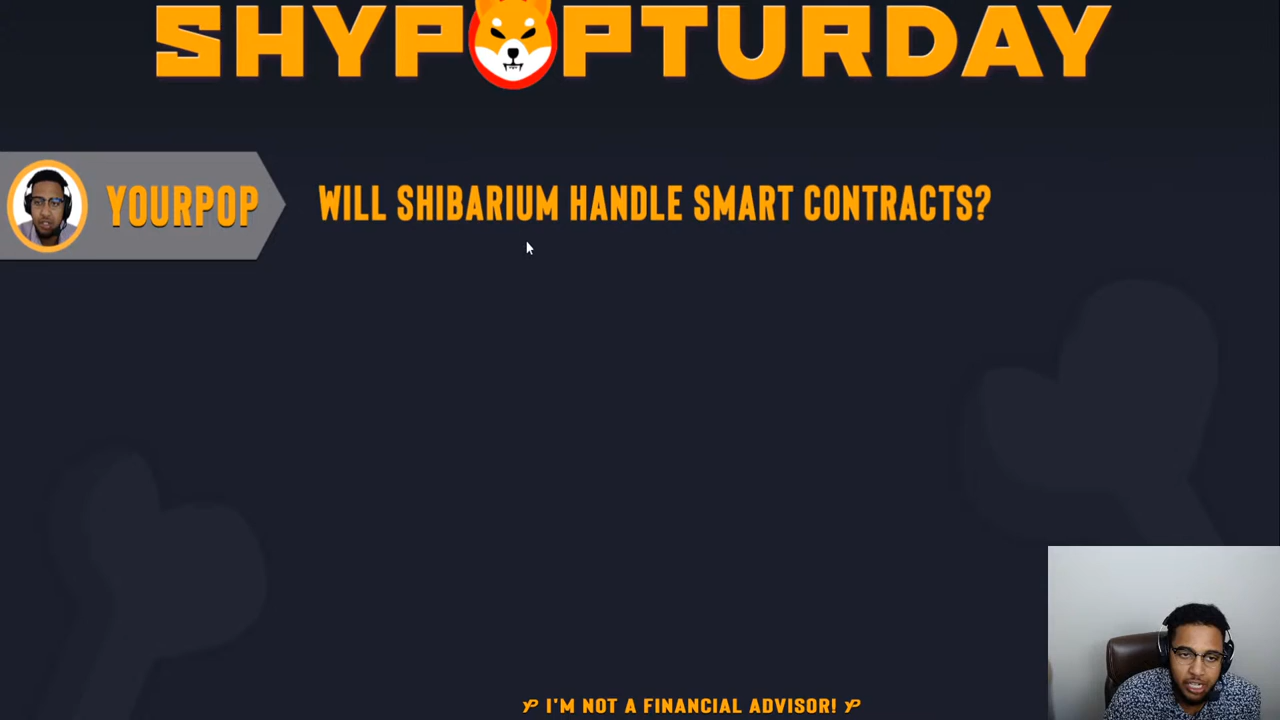 SHYPOPTURDAY
YOURPOP
WILL SHIBARIUM HANDLE SMART CONTRACTS?
I'M NOT A FINANCIAL ADVISOR!